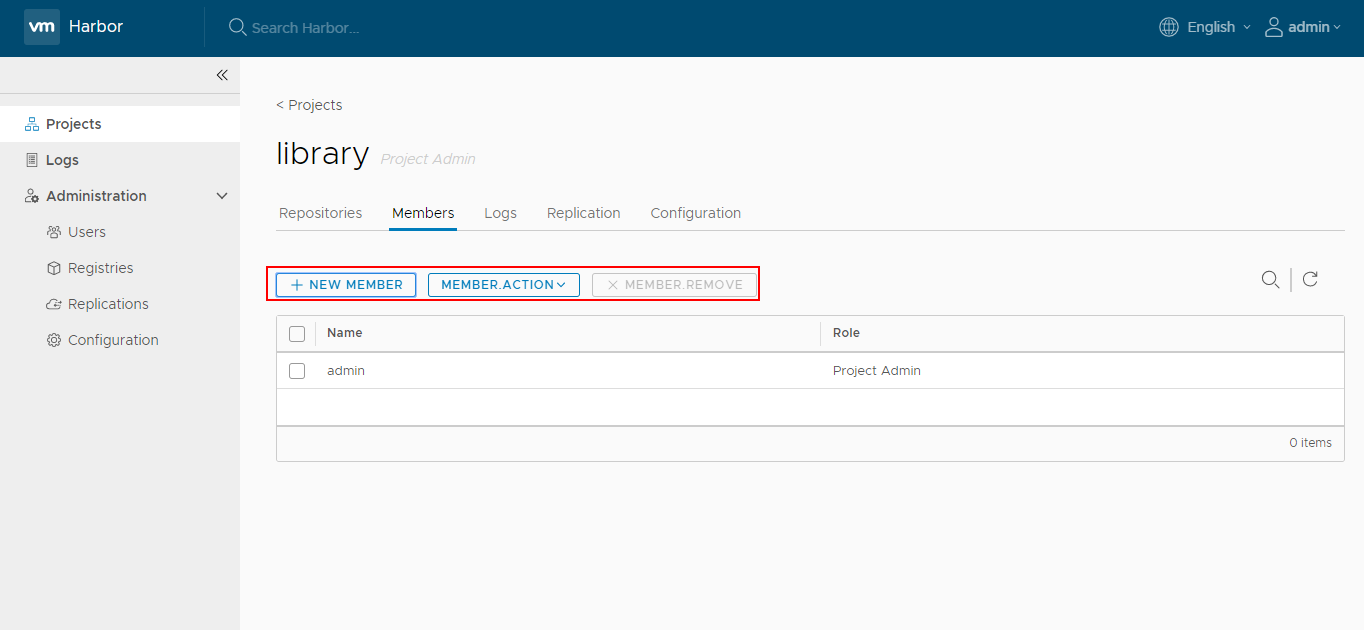 vm Harbor Search Harbor... English admin
Projects
Logs
Administration
Users
Registries
Replications
Configuration
< Projects
library Project Admin
Repositories Members Logs Replication Configuration
+ NEW MEMBER MEMBER.ACTION × MEMBER.REMOVE
Name Role
admin Project Admin
0 items